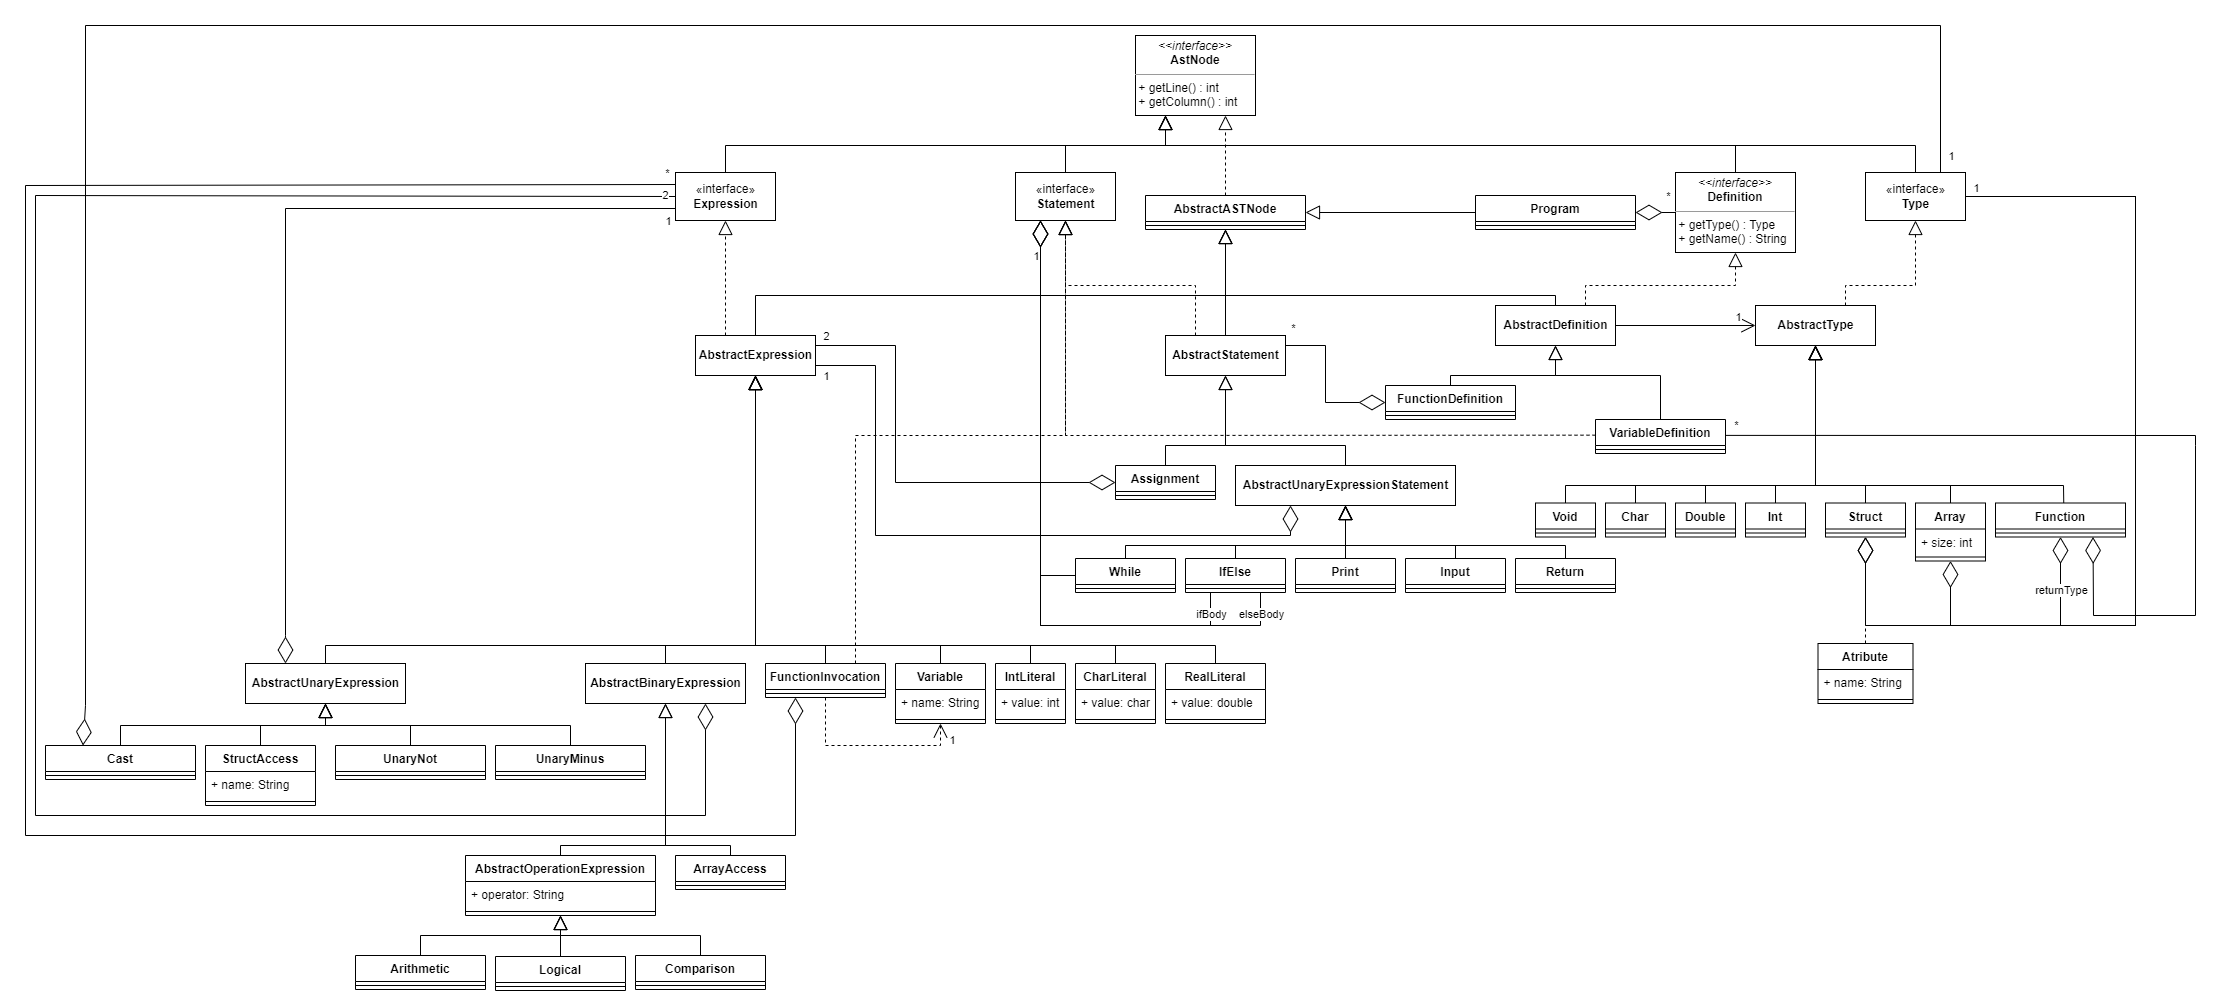 <<interface>>
AstNode
+ getLine() : int
+ getColumn() : int
1
*
2
1
«interface»
Expression
«interface»
Statement
1
AbstractASTNode
Program
*
<<interface>>
Definition
+ getType() : Type
+ getName() : String
«interface»
Type
1
AbstractExpression
2
1
AbstractStatement
*
AbstractDefinition
1
AbstractType
FunctionDefinition
VariableDefinition
*
Assignment
AbstractUnaryExpressionStatement
Void
Char
Double
Int
Struct
Array
+ size: int
Function
While
IfElse
Print
Input
Return
ifBody
elseBody
returnType
Atribute
+ name: String
AbstractUnaryExpression
AbstractBinaryExpression
FunctionInvocation
Variable
+ name: String
IntLiteral
+ value: int
CharLiteral
+ value: char
RealLiteral
+ value: double
1
Cast
StructAccess
+ name: String
UnaryNot
UnaryMinus
AbstractOperationExpression
+ operator: String
ArrayAccess
Arithmetic
Logical
Comparison